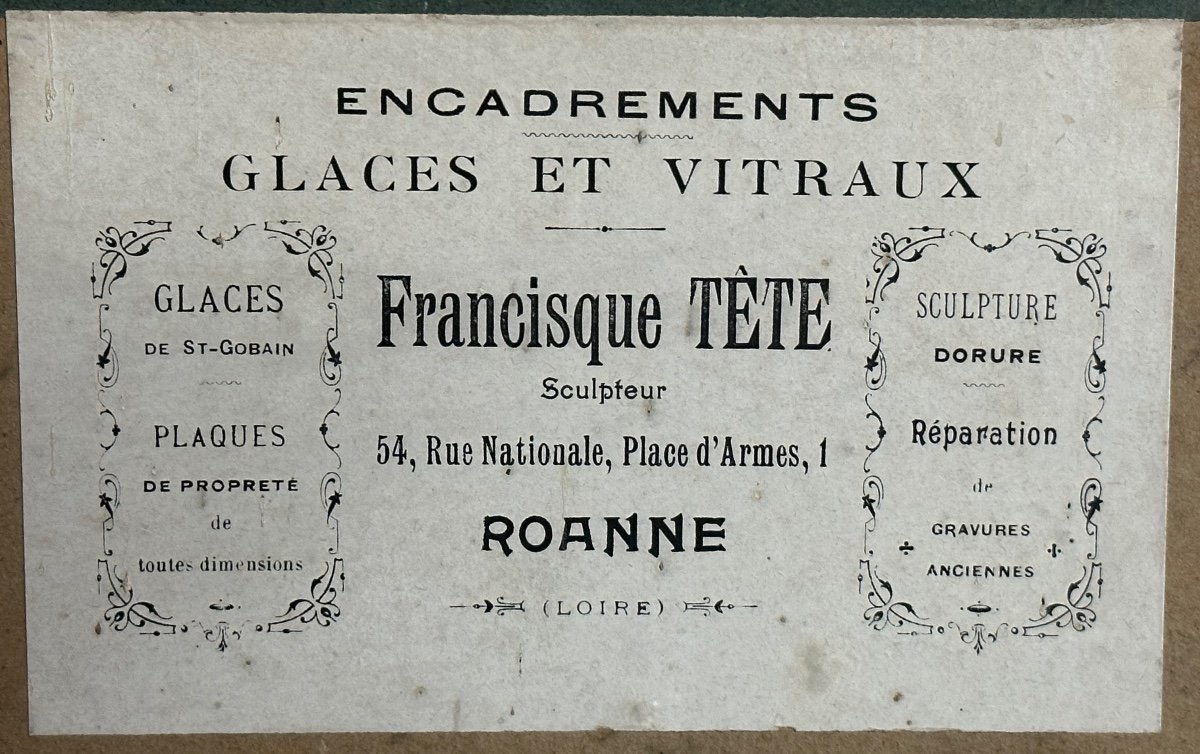 ENCADREMENTS
GLACES ET VITRAUX
GLACES
DE ST-GOBAIN
PLAQUES
DE PROPRETÉ
de
toutes dimensions
Francisque TÊTE
Sculpteur
54, Rue Nationale, Place d'Armes, 1
ROANNE
(LOIRE)
SCULPTURE
DORURE
Réparation
de
GRAVURES
ANCIENNES